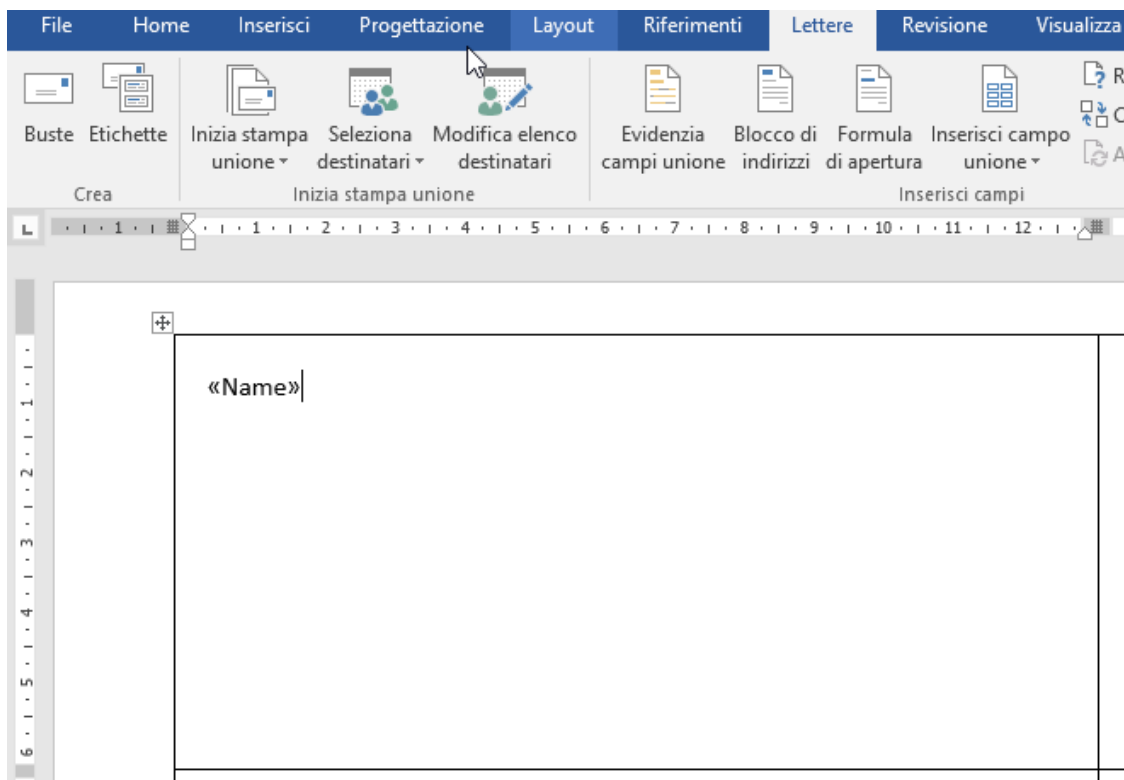 File Home Inserisci Progettazione Layout Riferimenti Lettere Revisione Visualizza
Buste Etichette Inizia stampa unione Seleziona destinatari Modifica elenco destinatari Evidenzia campi unione Blocco di indirizzi Formula di apertura Inserisci campo unione R
C
A
Crea Inizia stampa unione Inserisci campi
L 1 1 2 3 4 5 6 7 8 9 10 11 12
«Name»
1
2
3
4
5
6